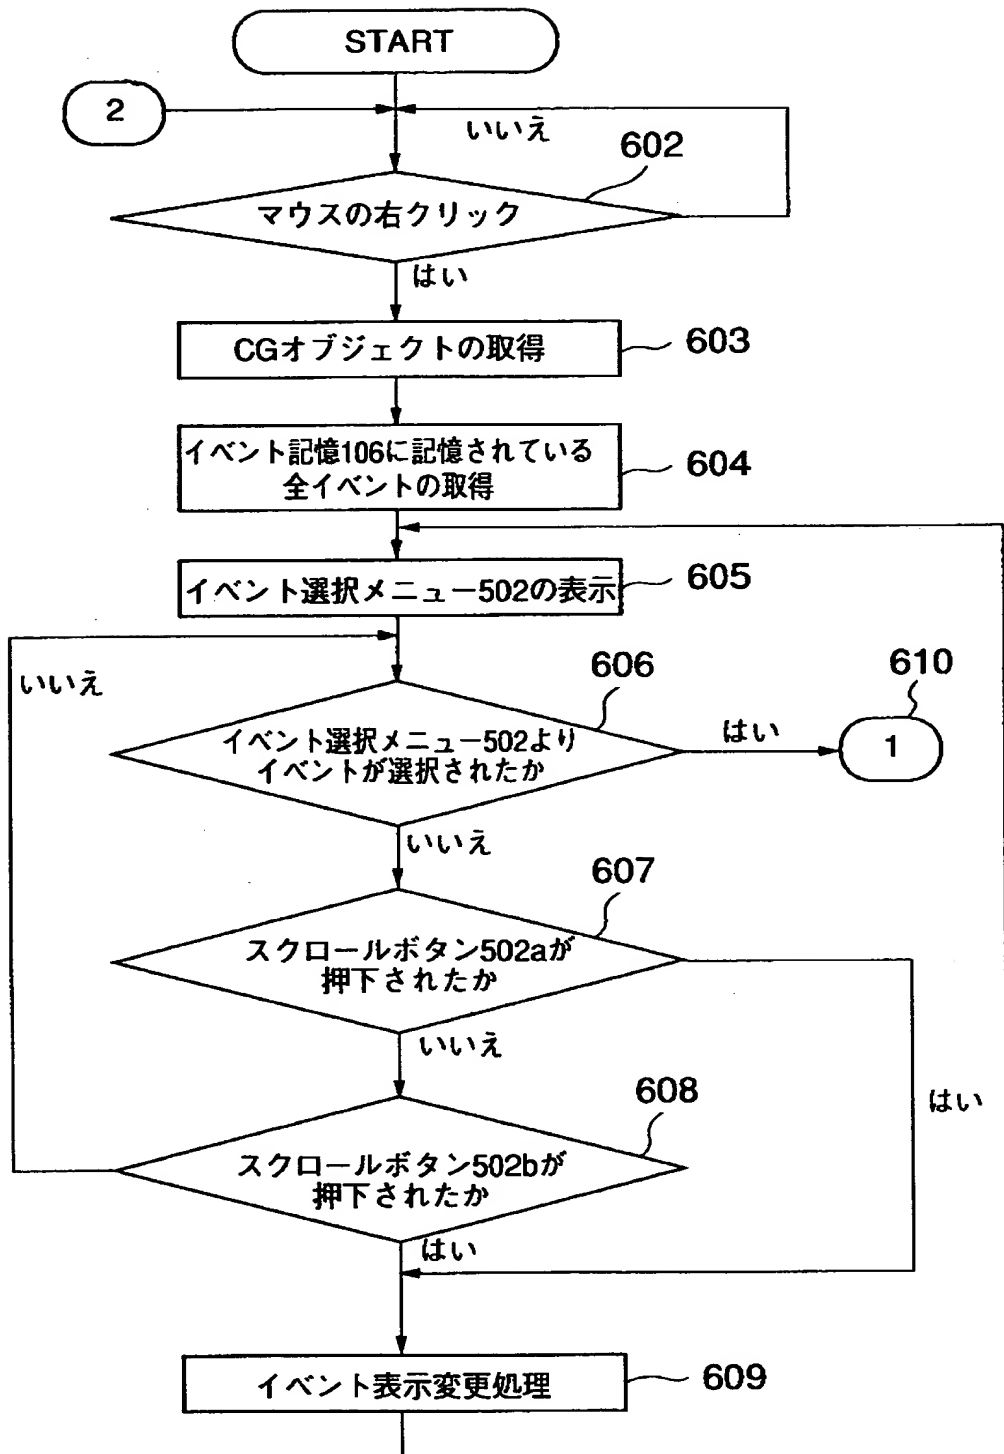 START
2
いいえ
602
マウスの右クリック
はい
CGオブジェクトの取得
603
イベント記憶106に記憶されている
全イベントの取得
604
イベント選択メニュー502の表示
605
いいえ
606
610
イベント選択メニュー502より
イベントが選択されたか
はい
1
いいえ
607
スクロールボタン502aが
押下されたか
いいえ
はい
608
スクロールボタン502bが
押下されたか
はい
イベント表示変更処理
609